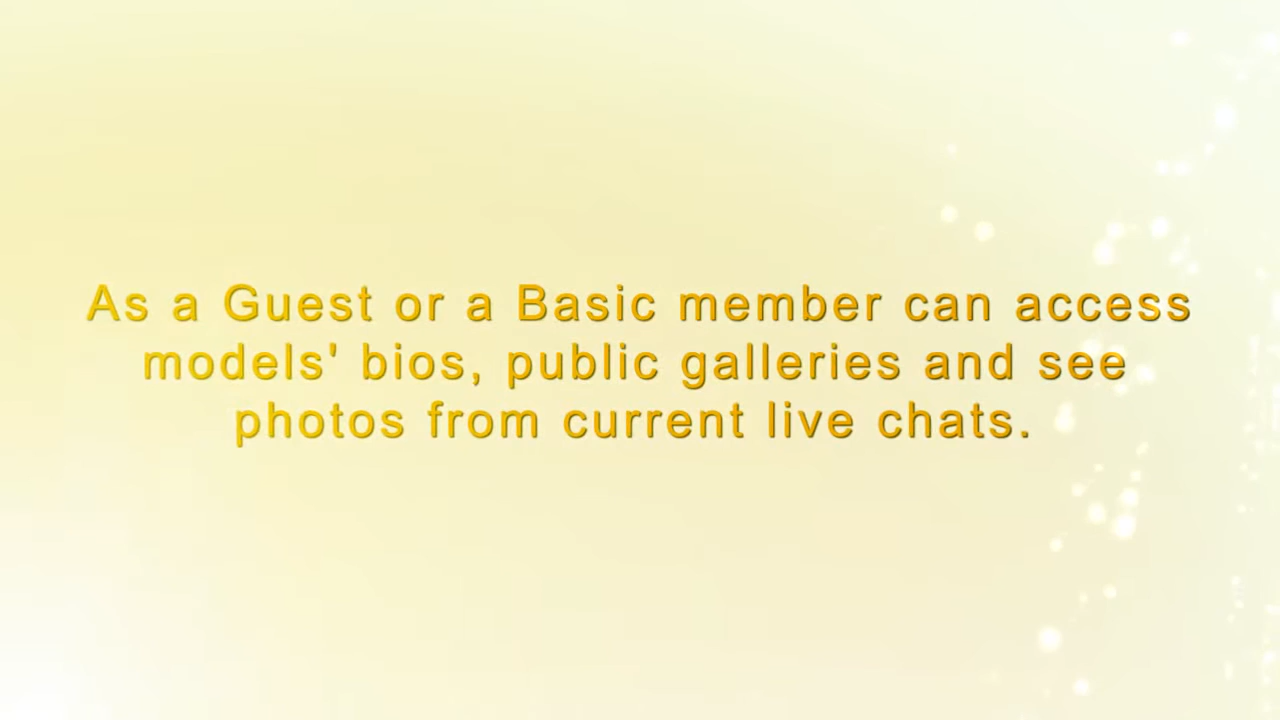 As a Guest or a Basic member can access
models' bios, public galleries and see
photos from current live chats.